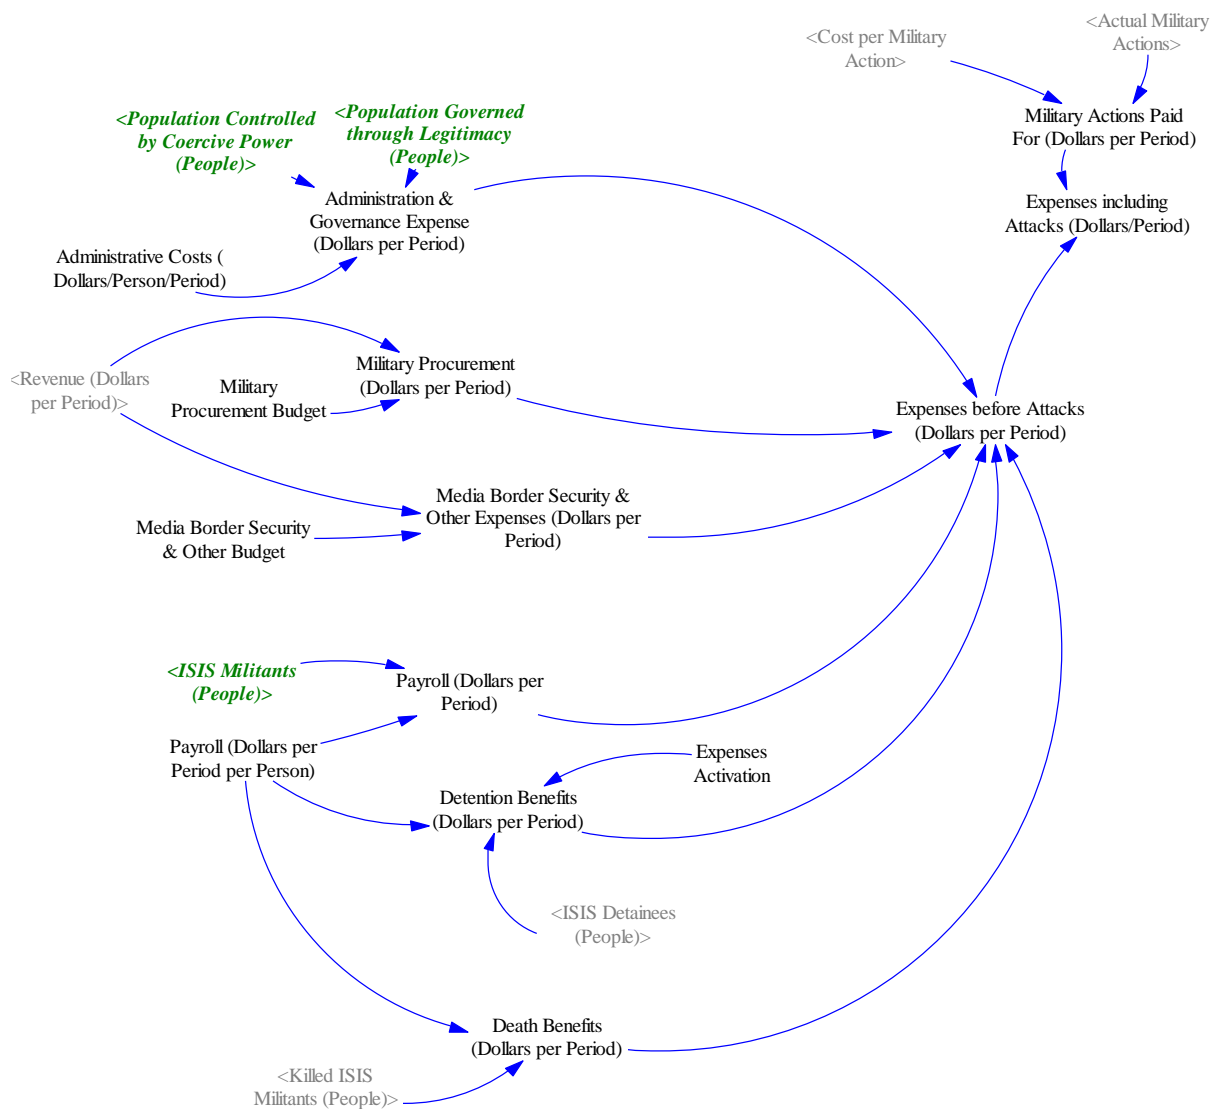 <Cost per Military
Action>
<Actual Military
Actions>
<Population Controlled
by Coercive Power
(People)>
<Population Governed
through Legitimacy
(People)>
Military Actions Paid
For (Dollars per Period)
Administration &
Governance Expense
(Dollars per Period)
Expenses including
Attacks (Dollars/Period)
Administrative Costs (
Dollars/Person/Period)
<Revenue (Dollars
per Period)>
Military
Procurement Budget
Military Procurement
(Dollars per Period)
Expenses before Attacks
(Dollars per Period)
Media Border Security
& Other Budget
Media Border Security &
Other Expenses (Dollars per
Period)
<ISIS Militants
(People)>
Payroll (Dollars per
Period)
Payroll (Dollars per
Period per Person)
Expenses
Activation
Detention Benefits
(Dollars per Period)
<ISIS Detainees
(People)>
Death Benefits
(Dollars per Period)
<Killed ISIS
Militants (People)>